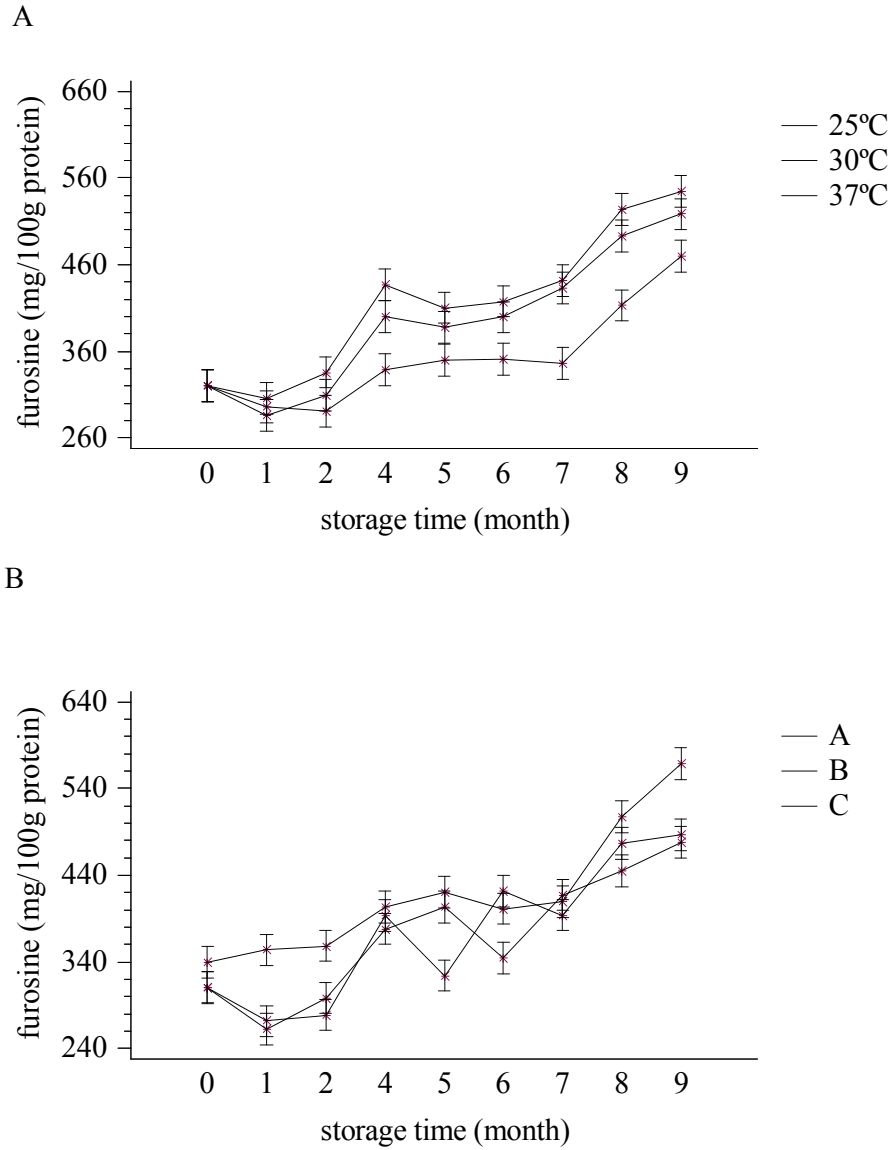 A
furosine (mg/100g protein)
660
560
460
360
260
0 1 2 4 5 6 7 8 9
storage time (month)
25ºC
30ºC
37ºC
B
furosine (mg/100g protein)
640
540
440
340
240
0 1 2 4 5 6 7 8 9
storage time (month)
A
B
C